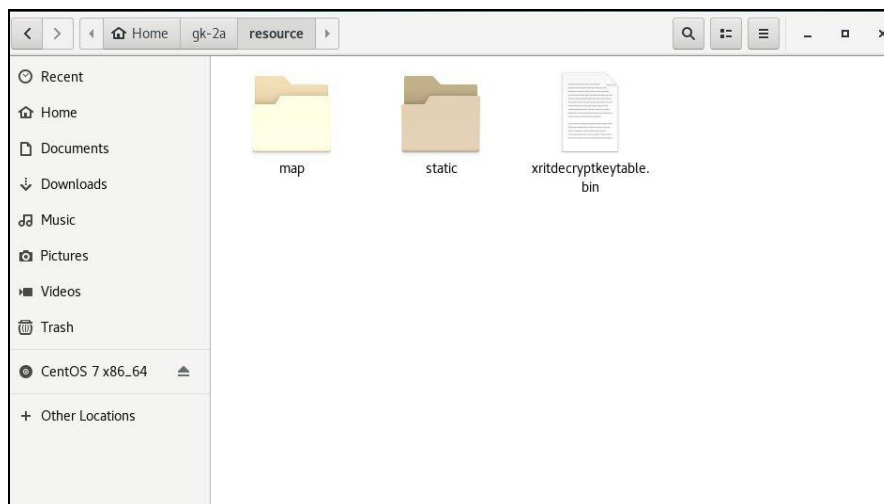 Home gk-2a resource
Recent
Home
Documents
Downloads
Music
Pictures
Videos
Trash
CentOS 7 x86_64
+ Other Locations
map
static
xritdecryptkeytable.
bin